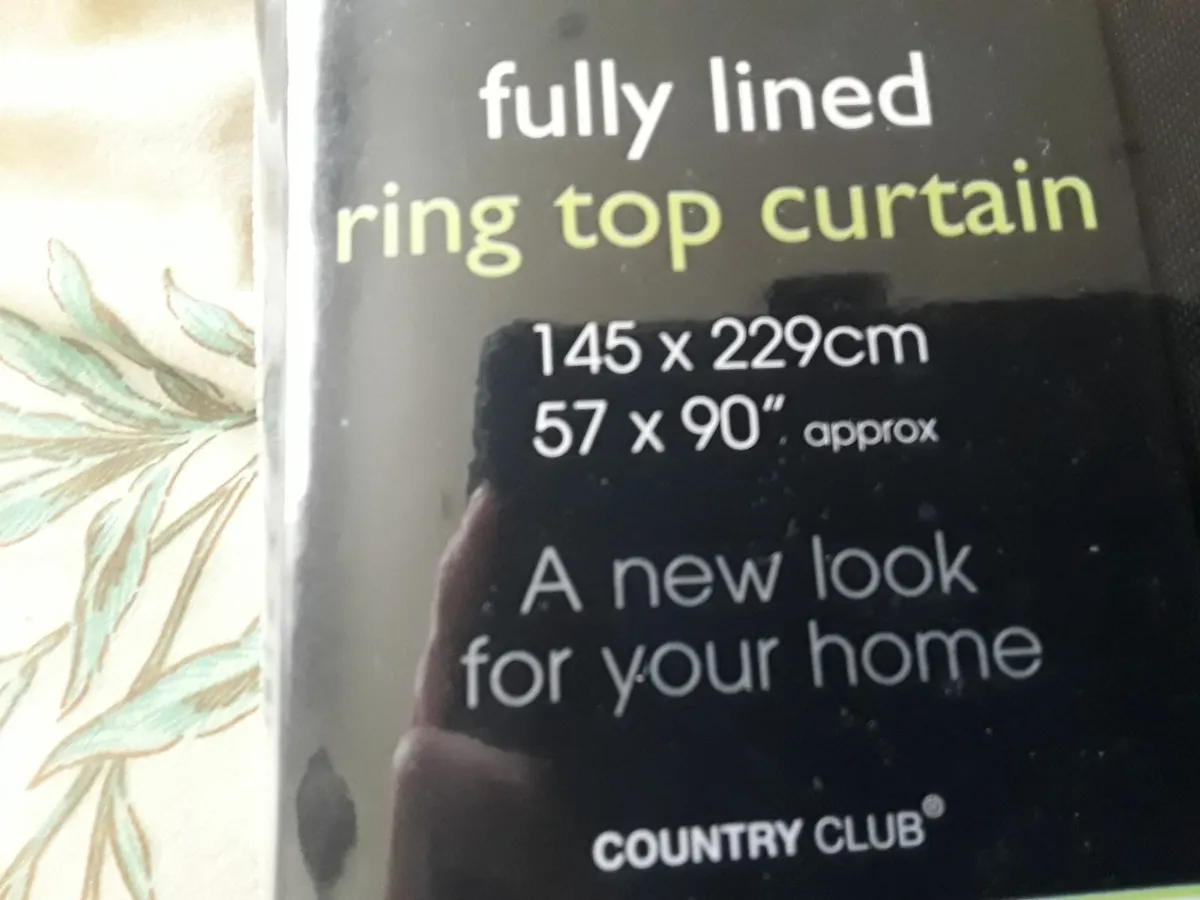 fully lined
ring top curtain
145 x 229cm
57 x 90" approx
A new look
for your home
COUNTRY CLUB®